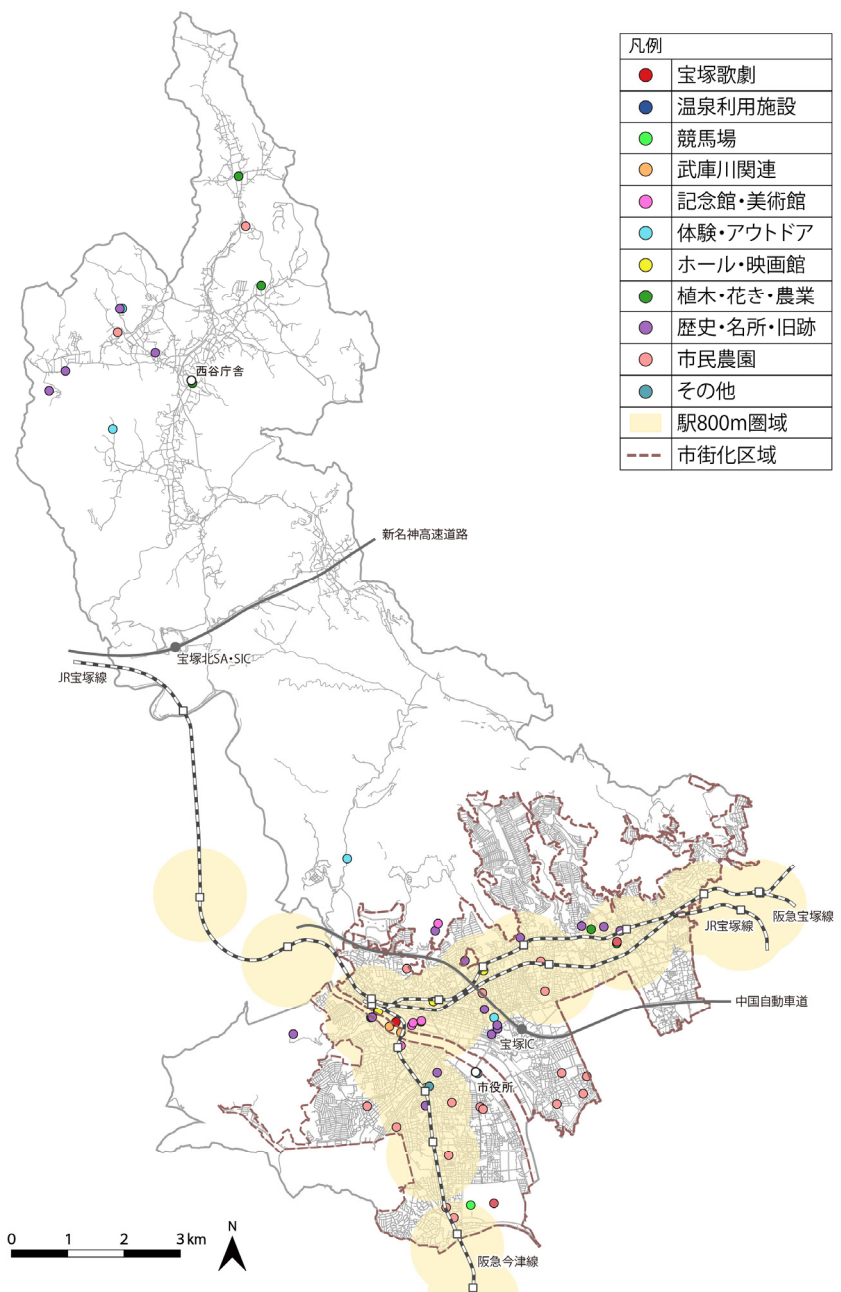 凡例
宝塚歌劇
温泉利用施設
競馬場
武庫川関連
記念館・美術館
体験・アウトドア
ホール・映画館
植木・花き・農業
歴史・名所・旧跡
市民農園
その他
駅800m圏域
市街化区域
西谷庁舎
新名神高速道路
宝塚北SA・SIC
JR宝塚線
阪急宝塚線
JR宝塚線
中国自動車道
宝塚IC
市役所
阪急今津線
N
0 1 2 3 km